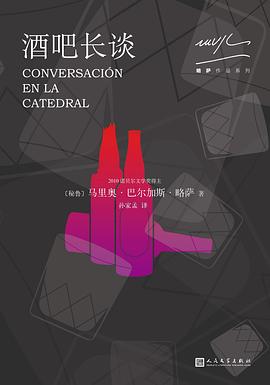 酒吧长谈
CONVERSACIÓN
EN LA
CATEDRAL
略萨作品系列
2010诺贝尔文学奖得主
〔秘鲁〕马里奥·巴尔加斯·略萨 著
孙家孟 译
人民文学出版社